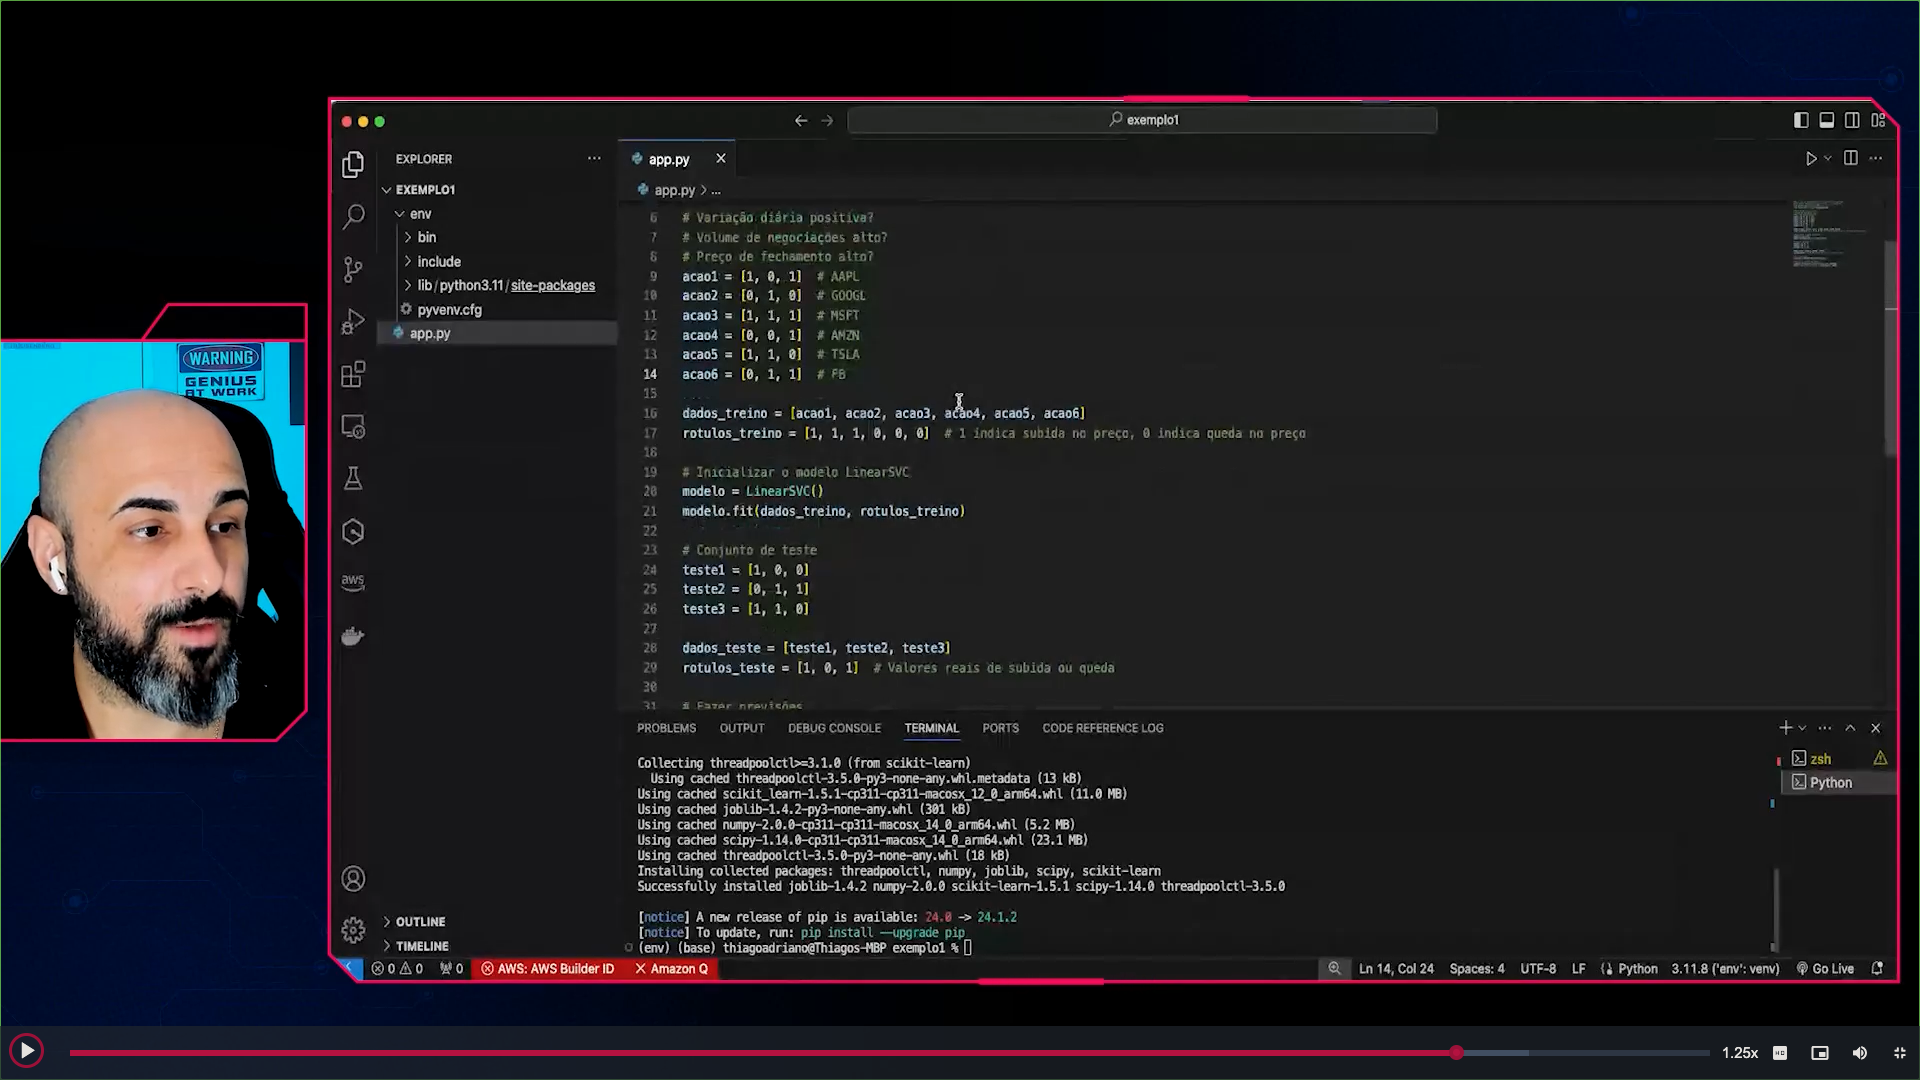 exemplo1
EXPLORER
EXEMPLO1
env
bin
include
lib/python3.11/site-packages
pyvenv.cfg
app.py
OUTLINE
TIMELINE
app.py
app.py > ...
6 # Variação diária positiva?
7 # Volume de negociações alto?
8 # Preço de fechamento alto?
9 acao1 = [1, 0, 1] # AAPL
10 acao2 = [0, 1, 0] # GOOGL
11 acao3 = [1, 1, 1] # MSFT
12 acao4 = [0, 0, 1] # AMZN
13 acao5 = [1, 1, 0] # TSLA
14 acao6 = [0, 1, 1] # FB
15
16 dados_treino = [acao1, acao2, acao3, acao4, acao5, acao6]
17 rotulos_treino = [1, 1, 1, 0, 0, 0] # 1 indica subida no preço, 0 indica queda no preço
18
19 # Inicializar o modelo LinearSVC
20 modelo = LinearSVC()
21 modelo.fit(dados_treino, rotulos_treino)
22
23 # Conjunto de teste
24 teste1 = [1, 0, 0]
25 teste2 = [0, 1, 1]
26 teste3 = [1, 1, 0]
27
28 dados_teste = [teste1, teste2, teste3]
29 rotulos_teste = [1, 0, 1] # Valores reais de subida ou queda
30
31 # Fazer previsões
PROBLEMS OUTPUT DEBUG CONSOLE TERMINAL PORTS CODE REFERENCE LOG
Collecting threadpoolctl>=3.1.0 (from scikit-learn)
Using cached threadpoolctl-3.5.0-py3-none-any.whl.metadata (13 kB)
Using cached scikit_learn-1.5.1-cp311-cp311-macosx_12_0_arm64.whl (11.0 MB)
Using cached joblib-1.4.2-py3-none-any.whl (301 kB)
Using cached numpy-2.0.0-cp311-cp311-macosx_14_0_arm64.whl (5.2 MB)
Using cached scipy-1.14.0-cp311-cp311-macosx_14_0_arm64.whl (23.1 MB)
Using cached threadpoolctl-3.5.0-py3-none-any.whl (18 kB)
Installing collected packages: threadpoolctl, numpy, joblib, scipy, scikit-learn
Successfully installed joblib-1.4.2 numpy-2.0.0 scikit-learn-1.5.1 scipy-1.14.0 threadpoolctl-3.5.0
[notice] A new release of pip is available: 24.0 -> 24.1.2
[notice] To update, run: pip install --upgrade pip
(env) (base) thiagoadriano@Thiagos-MBP exemplo1 %
zsh
Python
aws
0 0 0 AWS: AWS Builder ID Amazon Q Ln 14, Col 24 Spaces: 4 UTF-8 LF Python 3.11.8 ('env': venv) Go Live
WARNING
GENIUS
AT WORK
1.25x